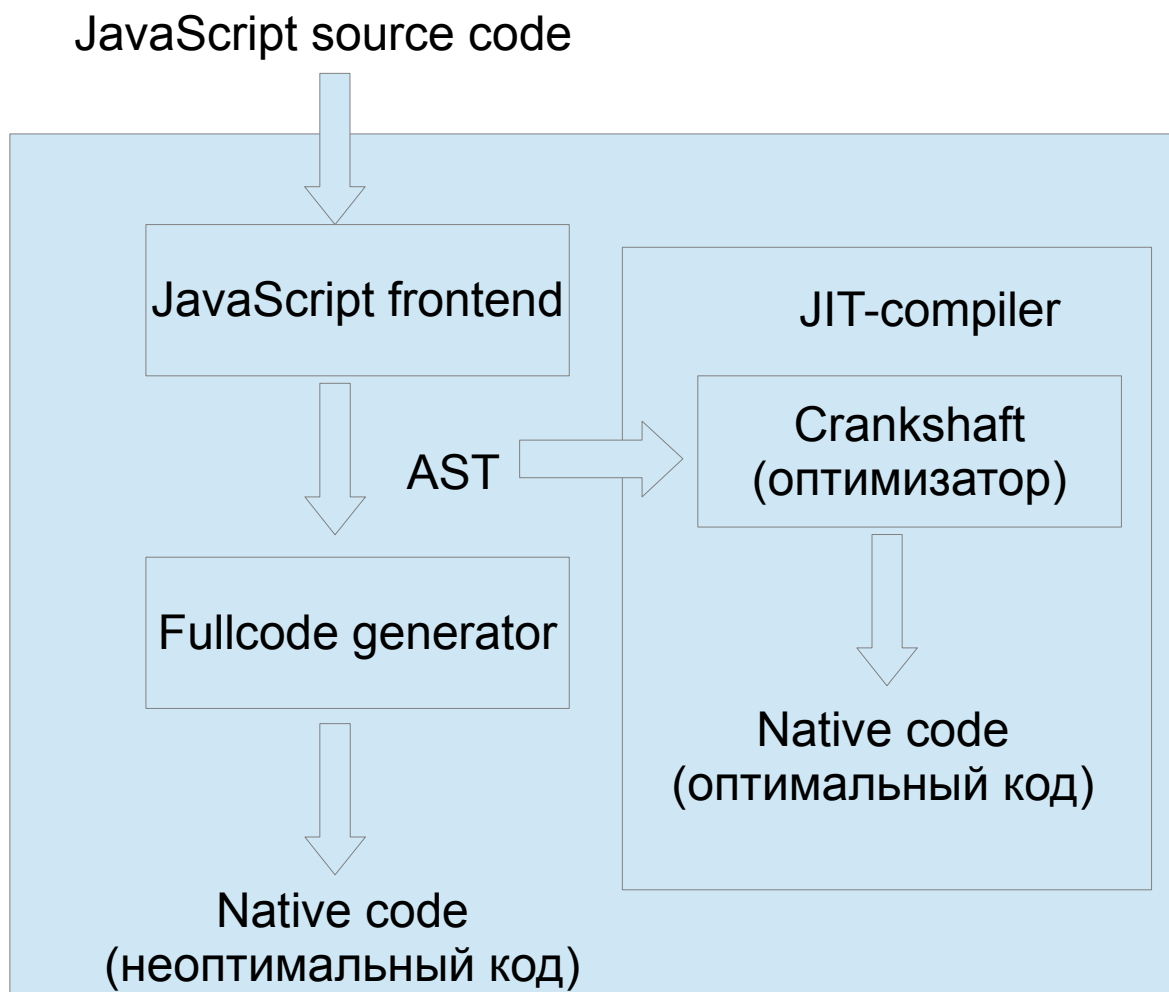 JavaScript source code
JavaScript frontend
JIT-compiler
Crankshaft
(оптимизатор)
AST
Fullcode generator
Native code
(оптимальный код)
Native code
(неоптимальный код)